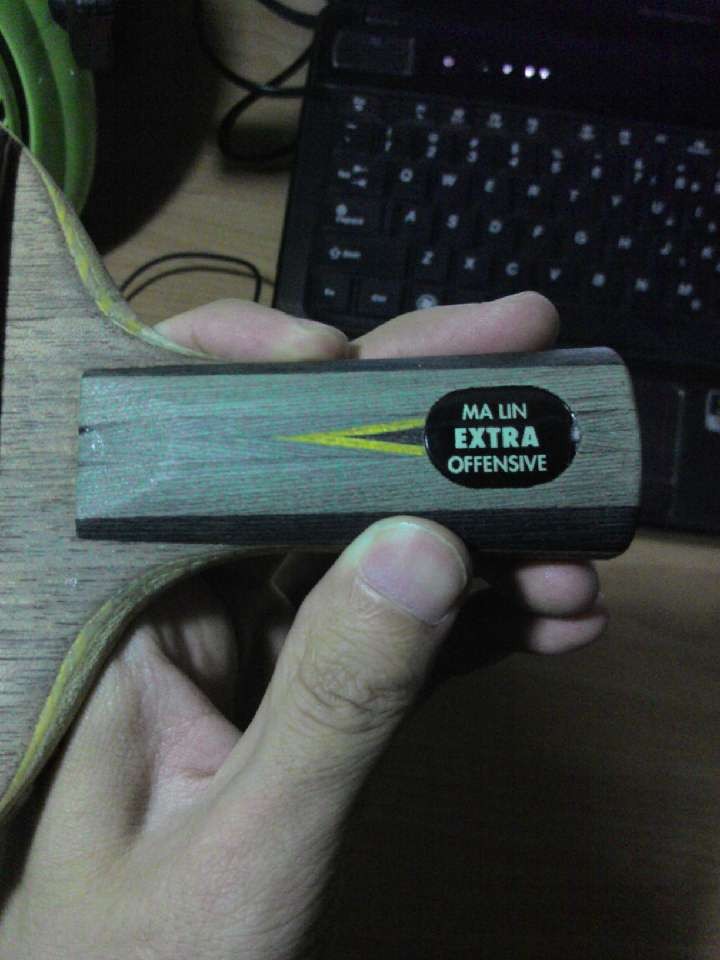 MA LIN
EXTRA
OFFENSIVE
Q W E R T Y U
A S D F G H J
Z X C V B N M